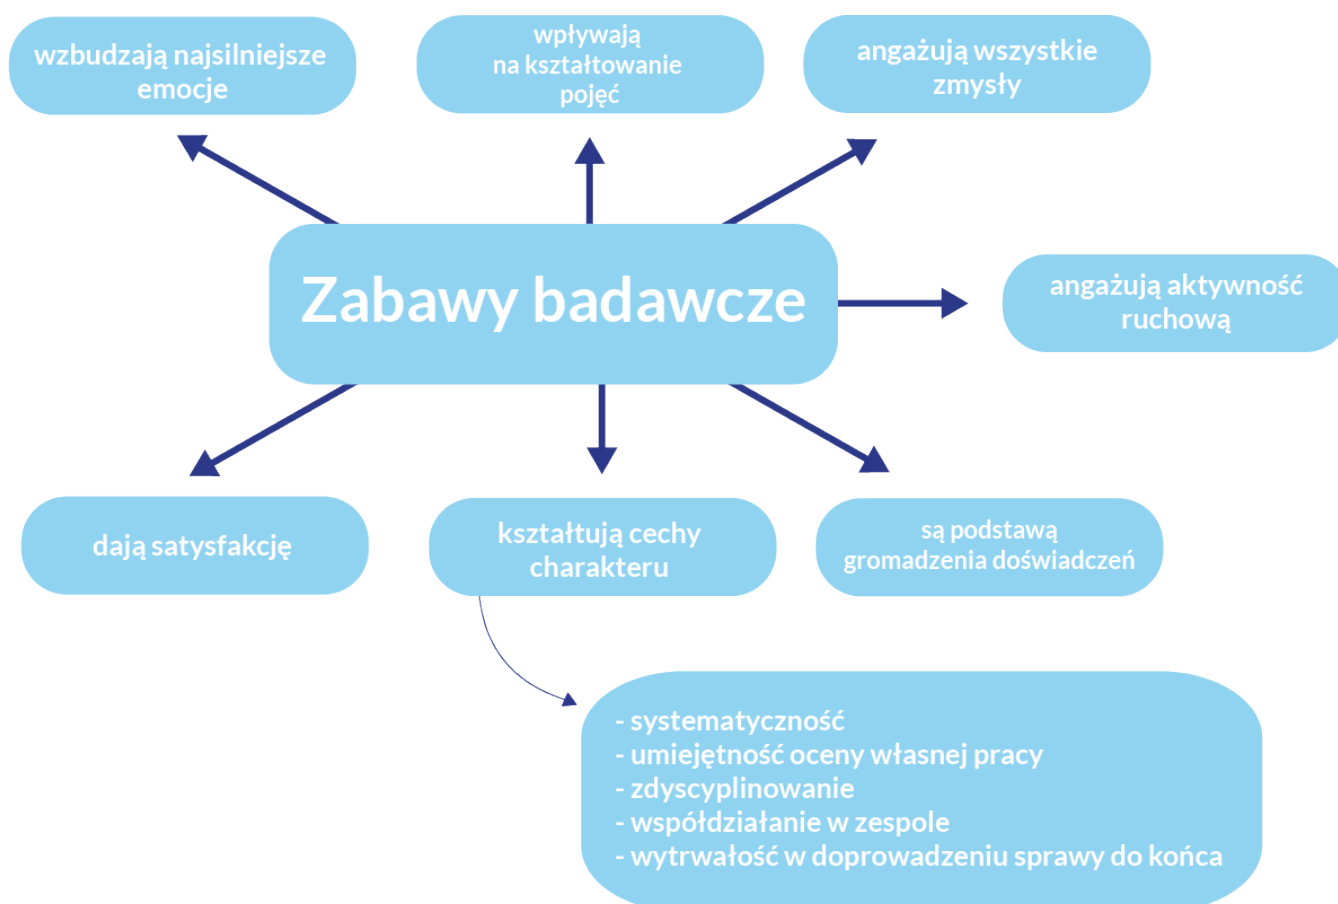 wzbudzają najsilniejsze
emocje
wpływają
na kształtowanie
pojęć
angażują wszystkie
zmysły
Zabawy badawcze
angażują aktywność
ruchową
dają satysfakcję
kształtują cechy
charakteru
są podstawą
gromadzenia doświadczeń
- systematyczność
- umiejętność oceny własnej pracy
- zdyscyplinowanie
- współdziałanie w zespole
- wytrwałość w doprowadzeniu sprawy do końca